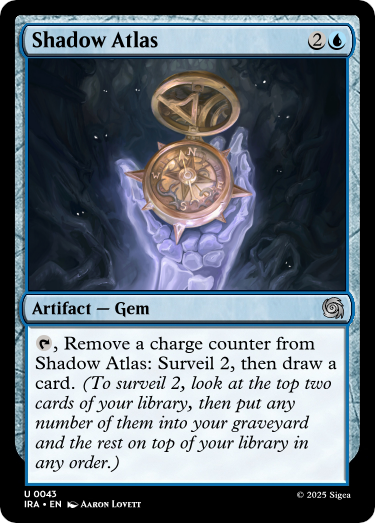 Shadow Atlas 2
Artifact — Gem
, Remove a charge counter from
Shadow Atlas: Surveil 2, then draw a
card. (To surveil 2, look at the top two
cards of your library, then put any
number of them into your graveyard
and the rest on top of your library in
any order.)
U 0043
IRA • EN Aaron Lovett
© 2025 Sigea